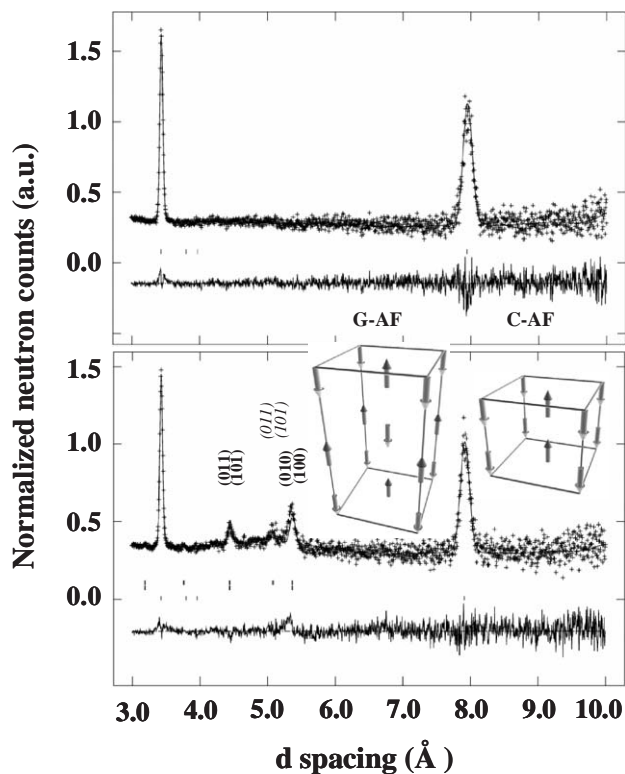 Normalized neutron counts (a.u.)
1.5
1.0
0.5
0.0
G-AF
C-AF
1.5
1.0
0.5
0.0
(011)
(101)
(011)
(101)
(010)
(100)
3.0 4.0 5.0 6.0 7.0 8.0 9.0 10.0
d spacing (Å )